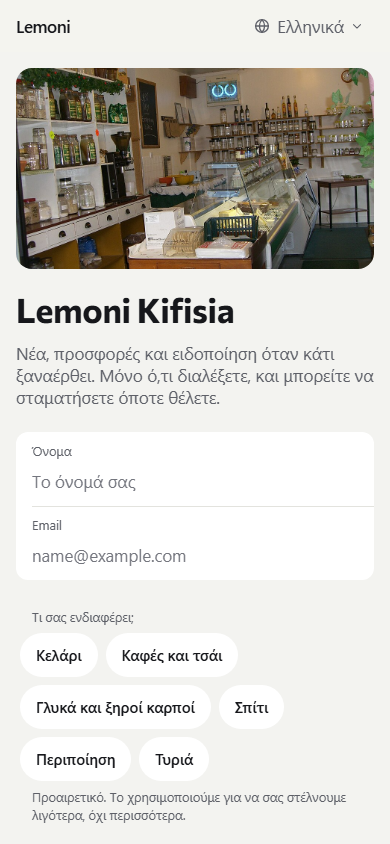 Lemoni
Ελληνικά
Lemoni Kifisia
Νέα, προσφορές και ειδοποίηση όταν κάτι
ξαναέρθει. Μόνο ό,τι διαλέξετε, και μπορείτε να
σταματήσετε όποτε θέλετε.
Όνομα
Το όνομά σας
Email
name@example.com
Τι σας ενδιαφέρει;
Κελάρι
Καφές και τσάι
Γλυκά και ξηροί καρποί
Σπίτι
Περιποίηση
Τυριά
Προαιρετικό. Το χρησιμοποιούμε για να σας στέλνουμε
λιγότερα, όχι περισσότερα.